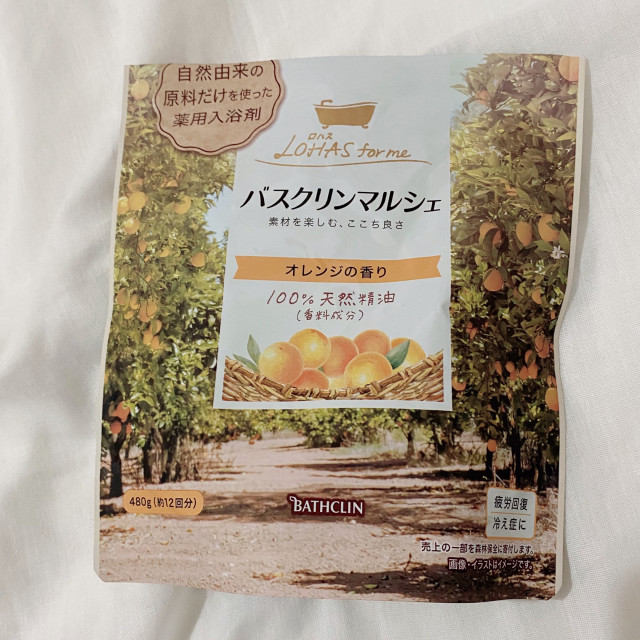 自然由来の
原料だけを使った
薬用入浴剤
ロハス
LOHAS for me
バスクリンマルシェ
素材を楽しむ、ここち良さ
オレンジの香り
100%天然精油
(香料成分)
480g(約12回分)
BATHCLIN
疲労回復
冷え症に
売上の一部を森林保全に寄付します。
画像・イラストはイメージです。